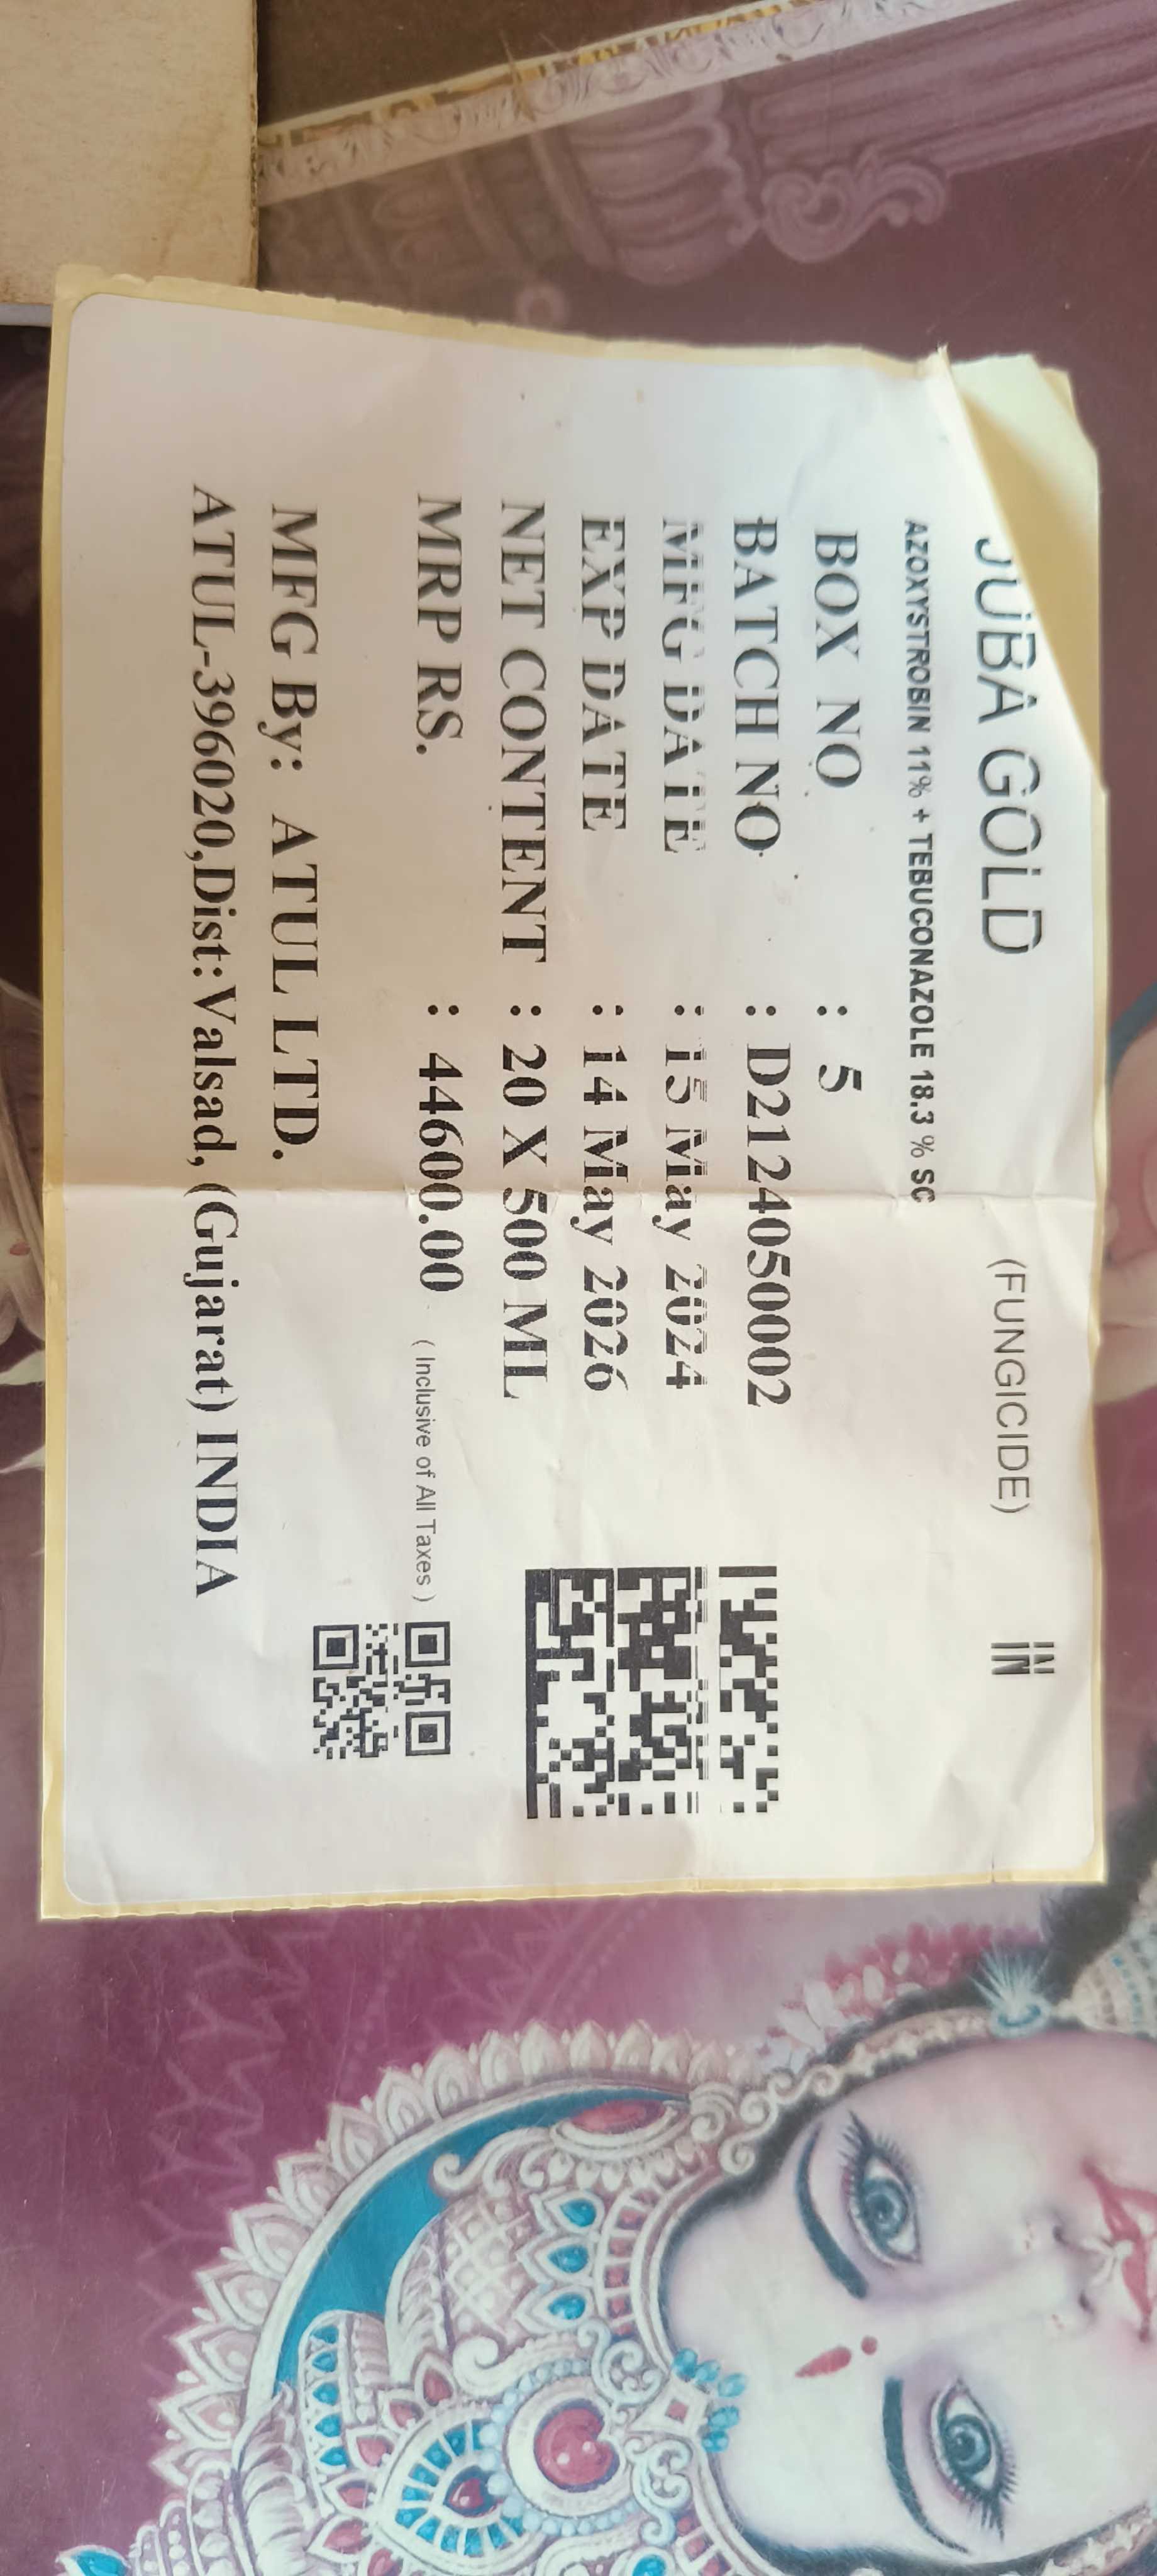 JUBA GOLD (FUNGICIDE) IN
AZOXYSTROBIN 11% + TEBUCONAZOLE 18.3 % SC
BOX NO : 5
BATCH NO : D2124050002
MFG DATE : 15 May 2024
EXP DATE : 14 May 2026
NET CONTENT : 20 X 500 ML
MRP RS. : 44600.00 ( Inclusive of All Taxes )
MFG By: ATUL LTD.
ATUL-396020,Dist:Valsad, (Gujarat) INDIA